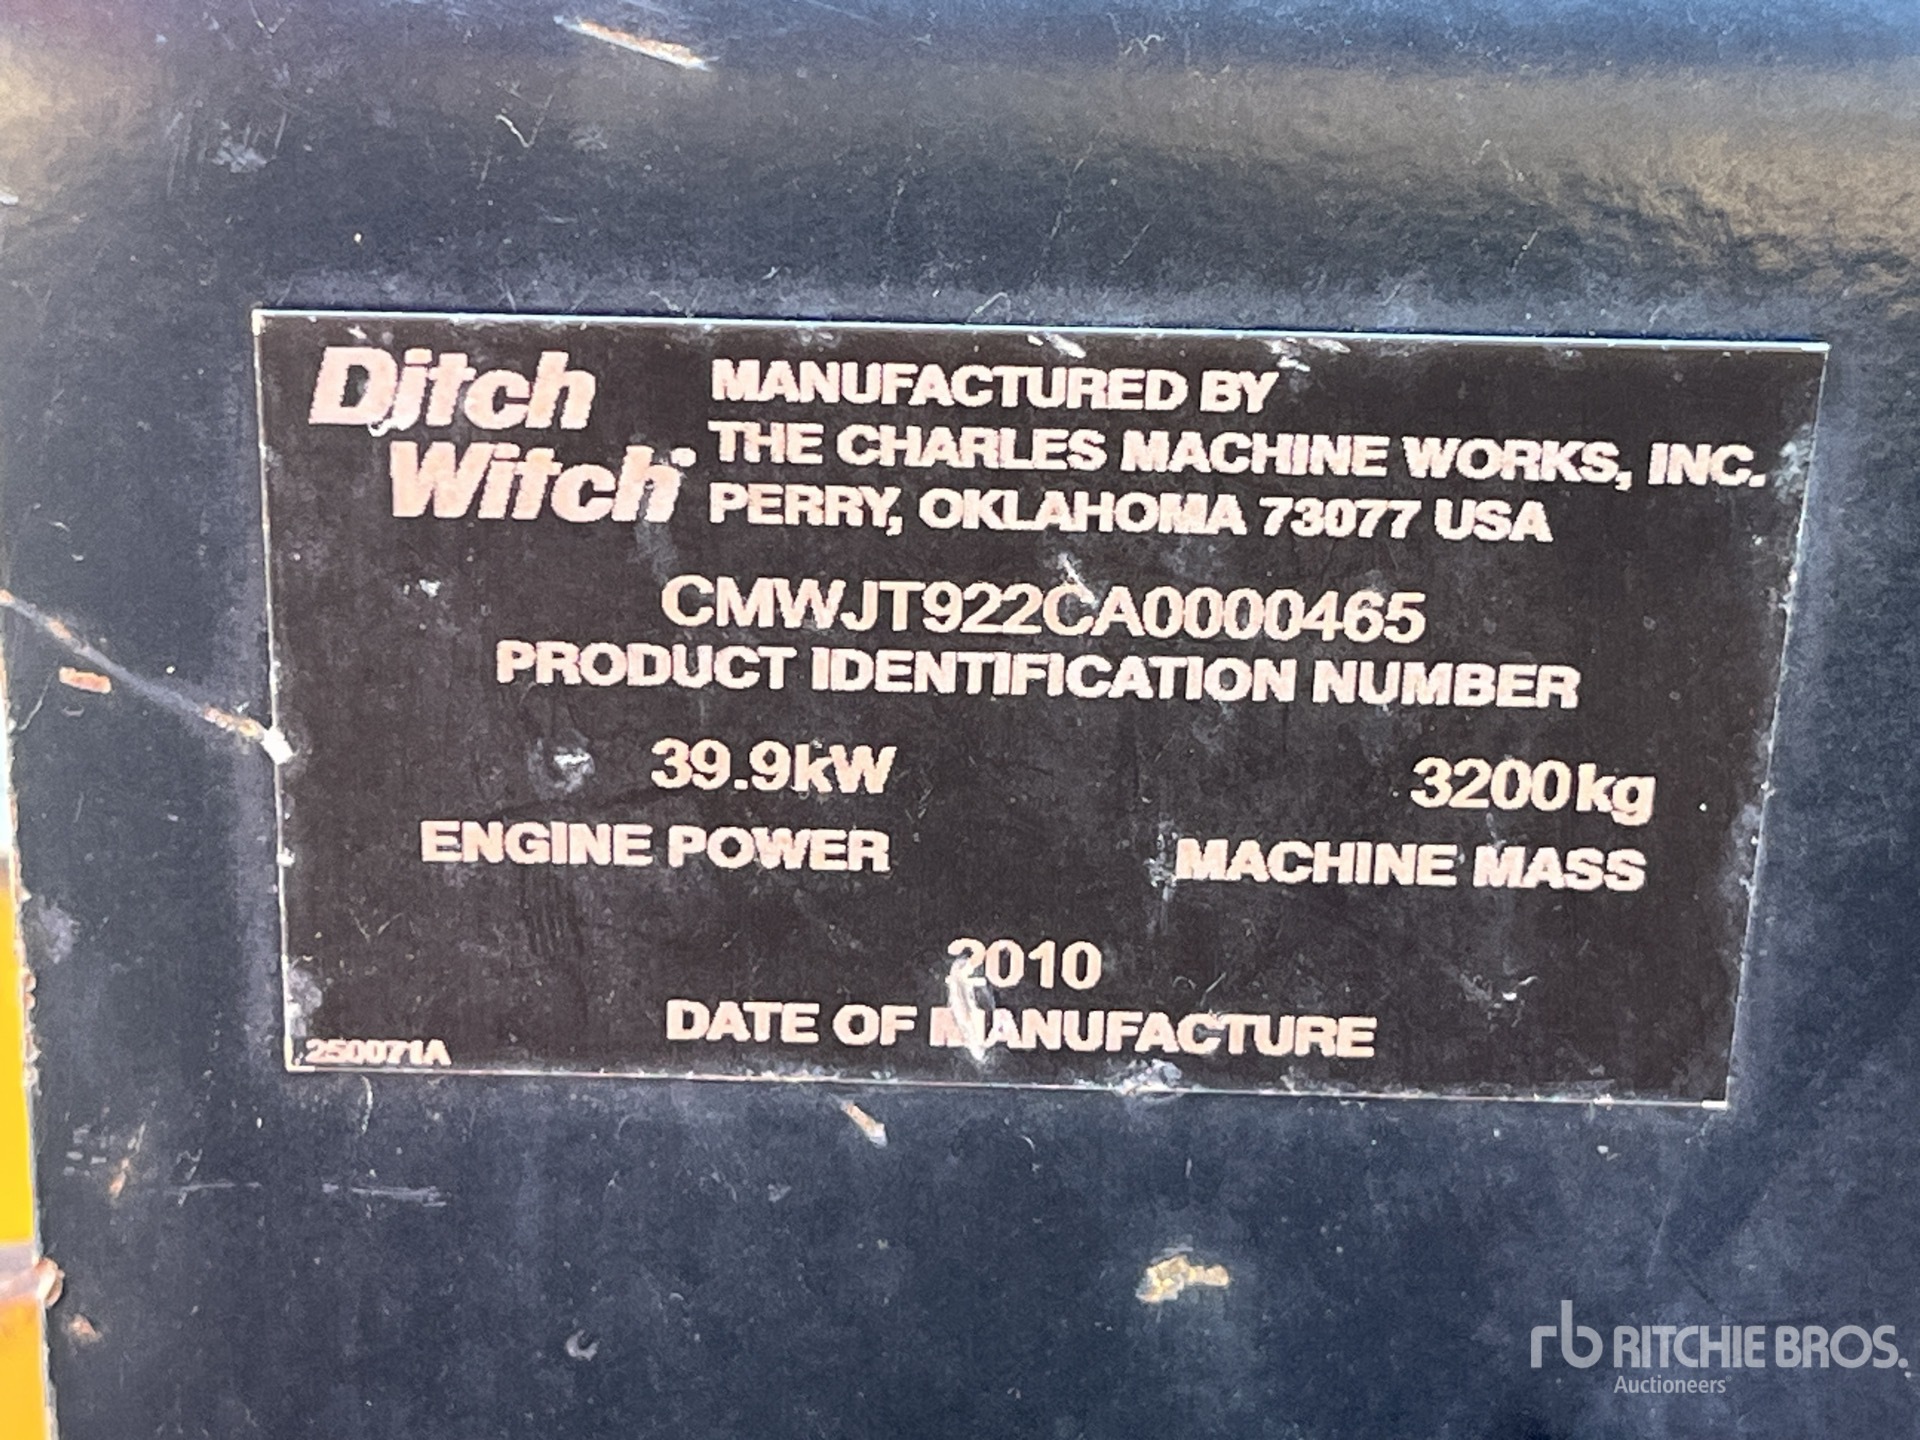 Ditch
Witch
MANUFACTURED BY
THE CHARLES MACHINE WORKS, INC.
PERRY, OKLAHOMA 73077 USA
CMWJT922CA0000465
PRODUCT IDENTIFICATION NUMBER
39.9kW
ENGINE POWER
3200kg
MACHINE MASS
2010
DATE OF MANUFACTURE
250071A
rb RITCHIE BROS.
Auctioneers